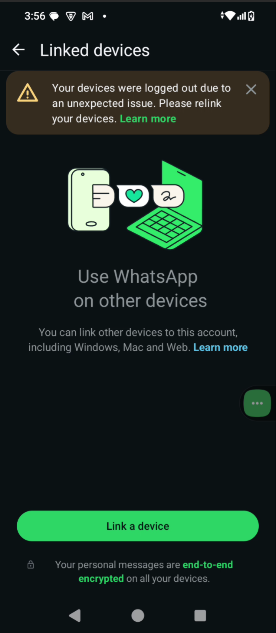 3:56
Linked devices
Your devices were logged out due to
an unexpected issue. Please relink
your devices. Learn more
Use WhatsApp
on other devices
You can link other devices to this account,
including Windows, Mac and Web. Learn more
Link a device
Your personal messages are end-to-end
encrypted on all your devices.